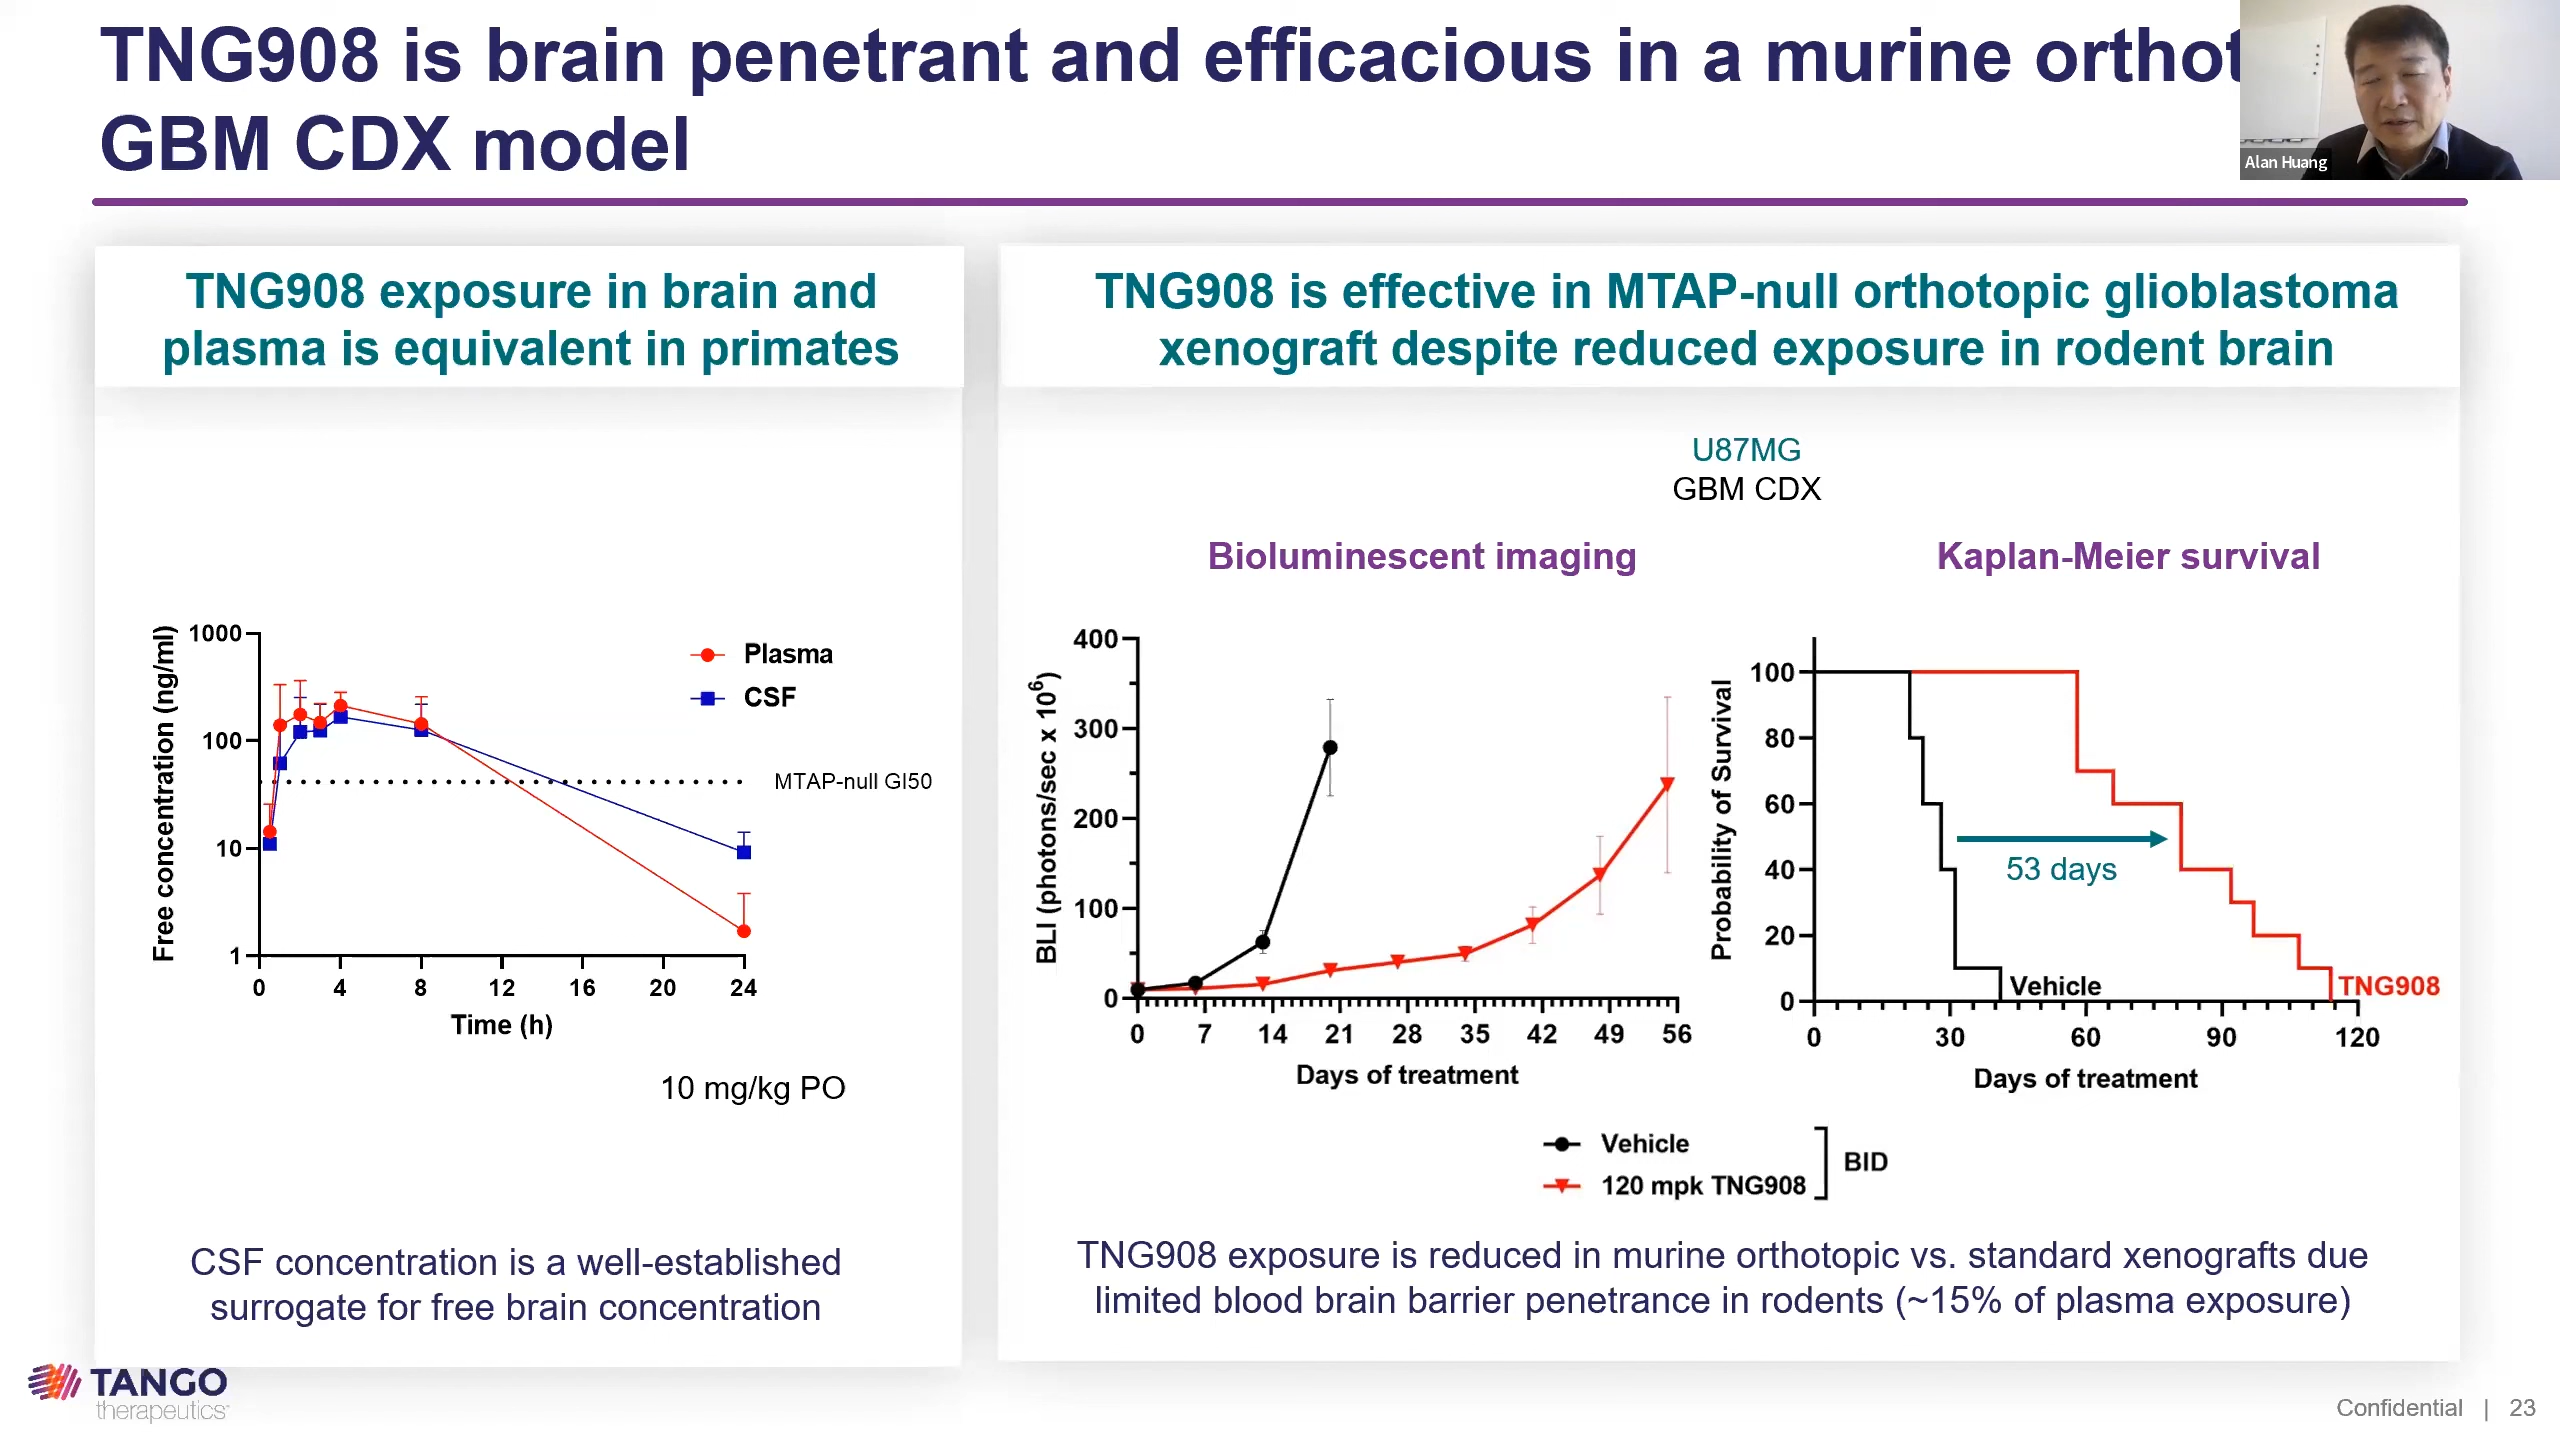 TNG908 is brain penetrant and efficacious in a murine orthot
GBM CDX model
Alan Huang
TNG908 exposure in brain and
plasma is equivalent in primates
Free concentration (ng/ml)
1000
100
10
1
Plasma
CSF
MTAP-null GI50
0 4 8 12 16 20 24
Time (h)
10 mg/kg PO
CSF concentration is a well-established
surrogate for free brain concentration
TNG908 is effective in MTAP-null orthotopic glioblastoma
xenograft despite reduced exposure in rodent brain
U87MG
GBM CDX
Bioluminescent imaging
BLI (photons/sec x 10⁶)
400
300
200
100
0
0 7 14 21 28 35 42 49 56
Days of treatment
Kaplan-Meier survival
Probability of Survival
100
80
60
40
20
0
53 days
Vehicle
TNG908
0 30 60 90 120
Days of treatment
Vehicle
120 mpk TNG908
BID
TNG908 exposure is reduced in murine orthotopic vs. standard xenografts due
limited blood brain barrier penetrance in rodents (~15% of plasma exposure)
TANGO
therapeutics
Confidential | 23